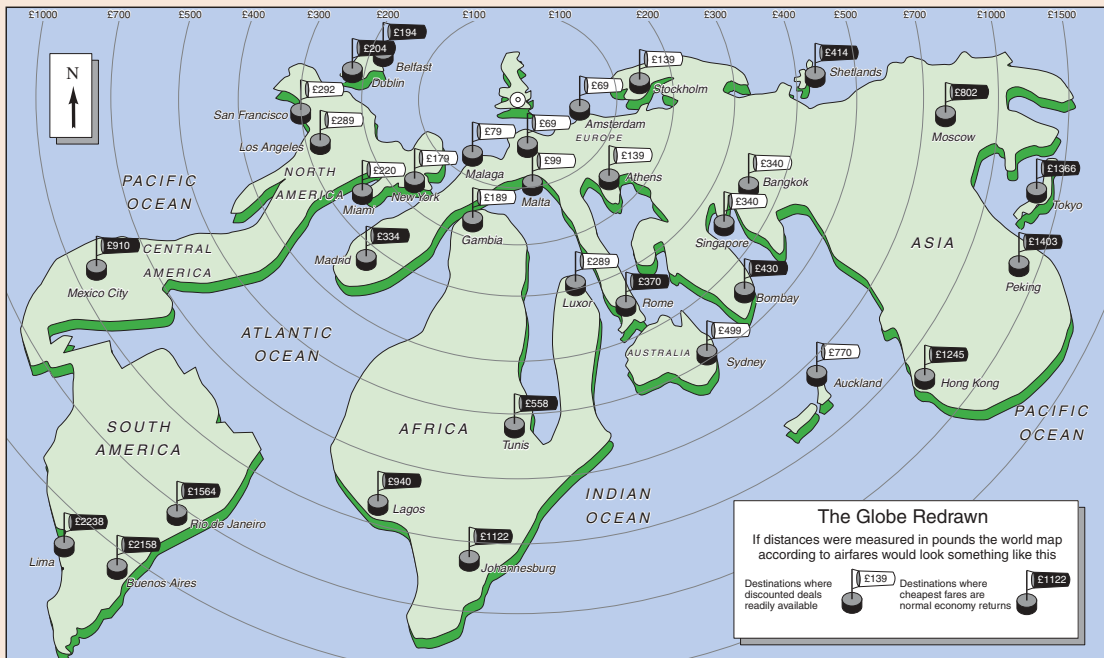 £1000 £700 £500 £400 £300 £200 £100 £100 £200 £300 £400 £500 £700 £1000 £1500
N
£194
Belfast
£204
Dublin
£414
Shetlands
£139
Stockholm
£292
San Francisco
£69
Amsterdam
£802
Moscow
£289
Los Angeles
£79
Malaga
£69
EUROPE
£179
New York
£99
Malta
£139
Athens
£340
Bangkok
NORTH
AMERICA
£220
Miami
£1366
Tokyo
PACIFIC
OCEAN
£189
Gambia
£340
Singapore
£910
Mexico City
CENTRAL
AMERICA
£334
Madrid
ASIA
£1403
Peking
£289
Luxor
£370
Rome
£430
Bombay
ATLANTIC
OCEAN
AUSTRALIA
£499
Sydney
£770
Auckland
£1245
Hong Kong
PACIFIC
OCEAN
SOUTH
AMERICA
AFRICA
£558
Tunis
£940
Lagos
INDIAN
OCEAN
£1564
Rio de Janeiro
£2238
Lima
£2158
Buenos Aires
£1122
Johannesburg
The Globe Redrawn
If distances were measured in pounds the world map
according to airfares would look something like this
Destinations where
discounted deals
readily available
£139
Destinations where
cheapest fares are
normal economy returns
£1122